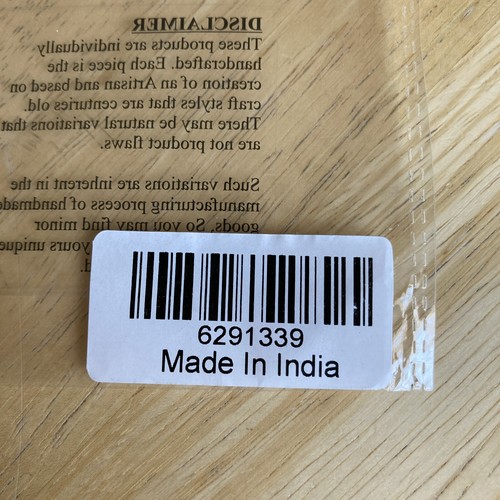 DISCLAIMER
These products are individually
handcrafted. Each piece is the
creation of an Artisan and based on
craft styles that are centuries old.
There may be natural variations that
are not product flaws.
Such variations are inherent in the
manufacturing process of handmade
goods. So, you may find minor
yours unique
6291339
Made In India